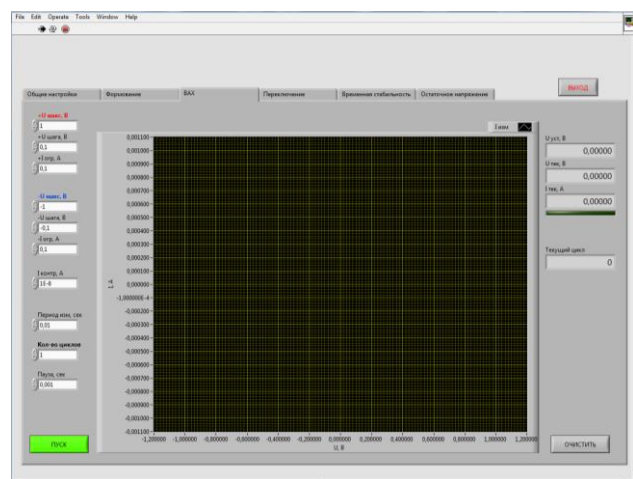 File Edit Operate Tools Window Help
ВЫХОД
Общие настройки Формование ВАХ Переключение Временная стабильность Остаточное напряжение
+U макс, В
1
+U шага, В
0,1
+I огр, А
0,1
-U макс, В
-1
-U шага, В
-0,1
-I огр, А
0,1
I контр, А
1E-8
Период изм, сек
0,01
Кол-во циклов
1
Пауза, сек
0,001
ПУСК
I изм
I, А
0,001100
0,001000
0,000900
0,000800
0,000700
0,000600
0,000500
0,000400
0,000300
0,000200
0,000100
0,000000
-1,000000E-4
-0,000200
-0,000300
-0,000400
-0,000500
-0,000600
-0,000700
-0,000800
-0,000900
-0,001000
-0,001100
-1,200000 -1,000000 -0,800000 -0,600000 -0,400000 -0,200000 0,000000 0,200000 0,400000 0,600000 0,800000 1,000000 1,200000
U, В
U уст, В
0,00000
U тек, В
0,00000
I тек, А
0,00000
Текущий цикл
0
ОЧИСТИТЬ